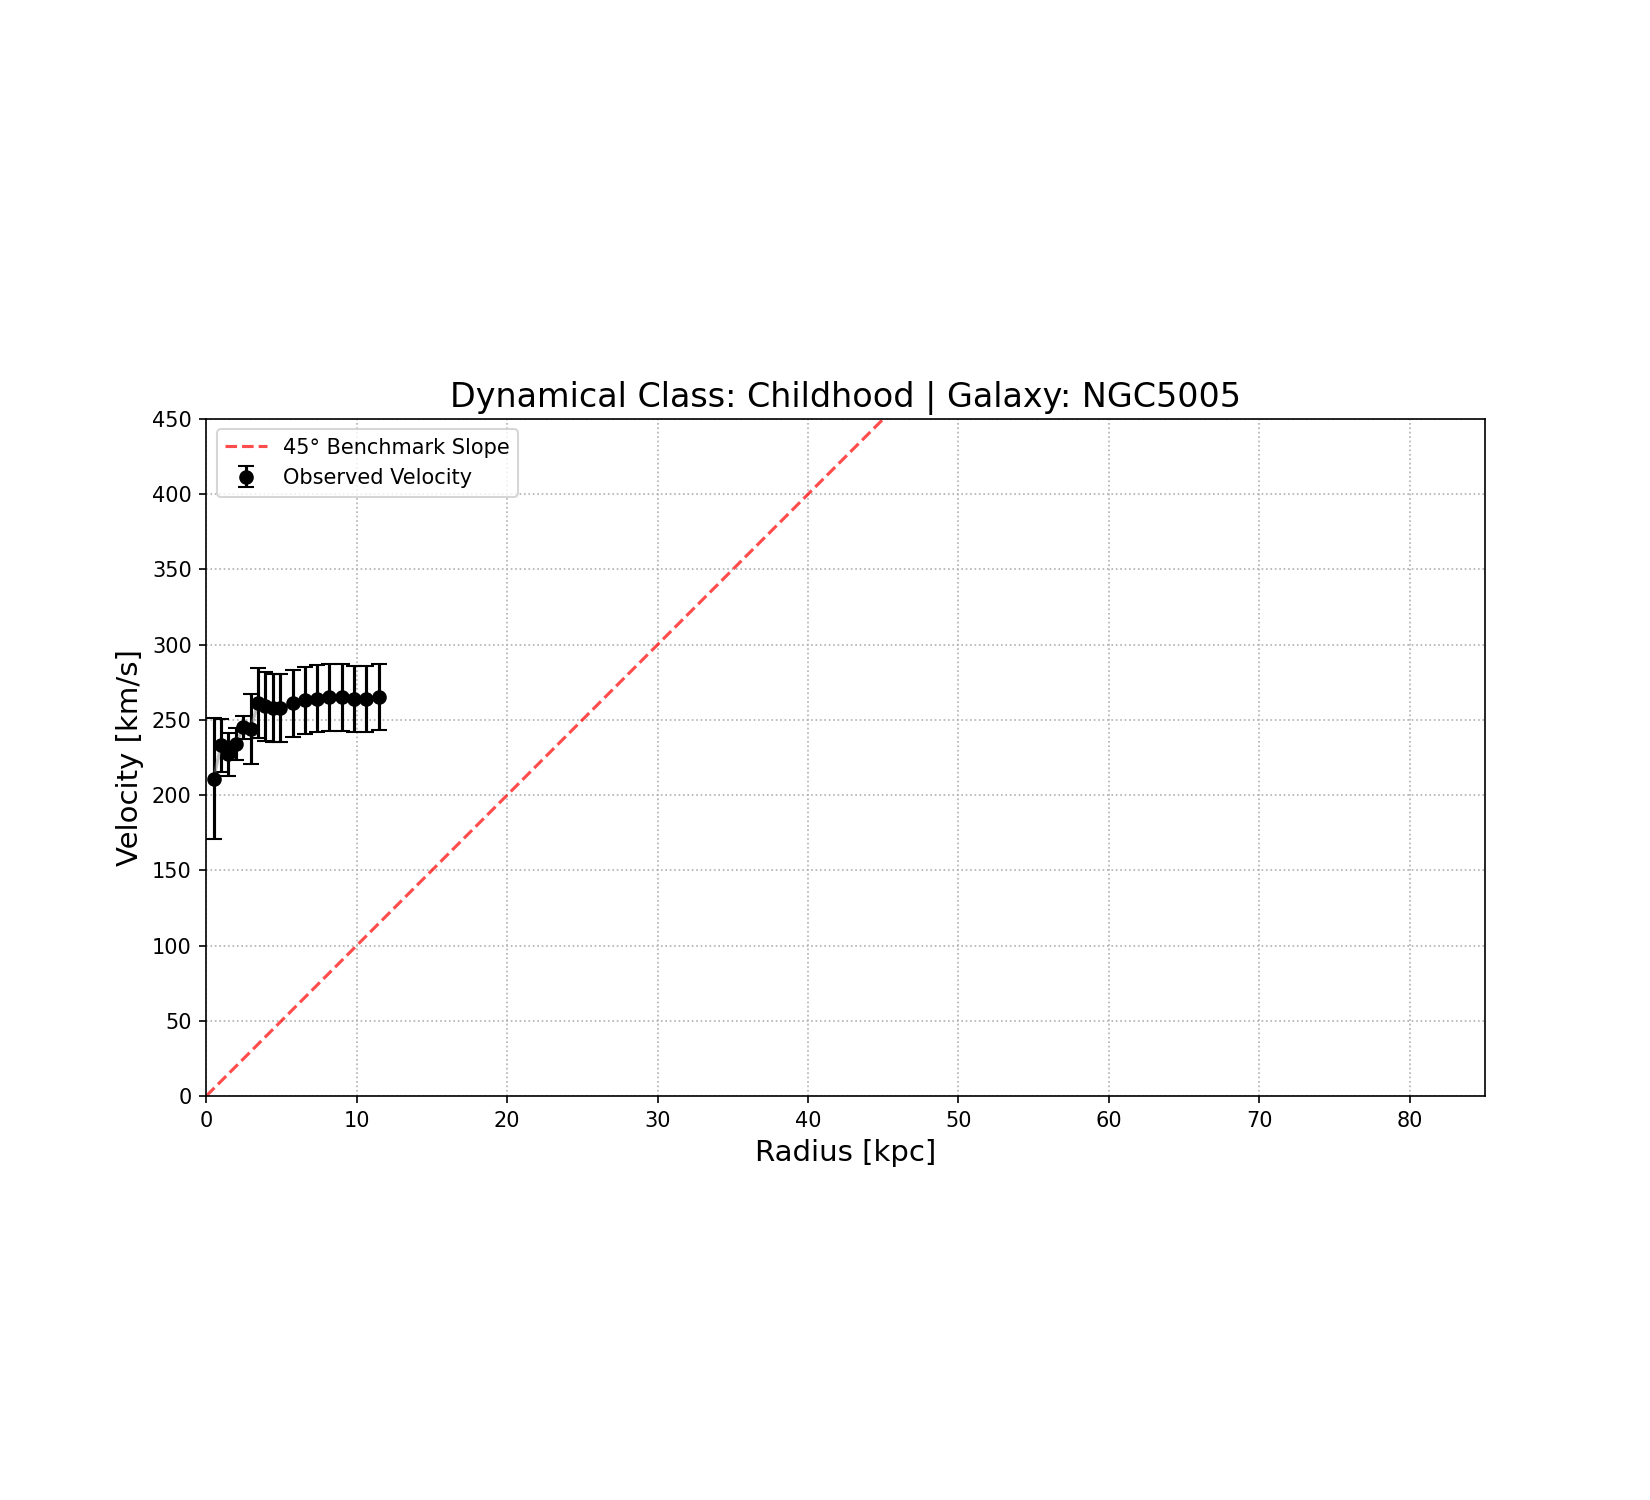 Dynamical Class: Childhood | Galaxy: NGC5005
45° Benchmark Slope
Observed Velocity
Velocity [km/s]
450
400
350
300
250
200
150
100
50
0
0 10 20 30 40 50 60 70 80
Radius [kpc]